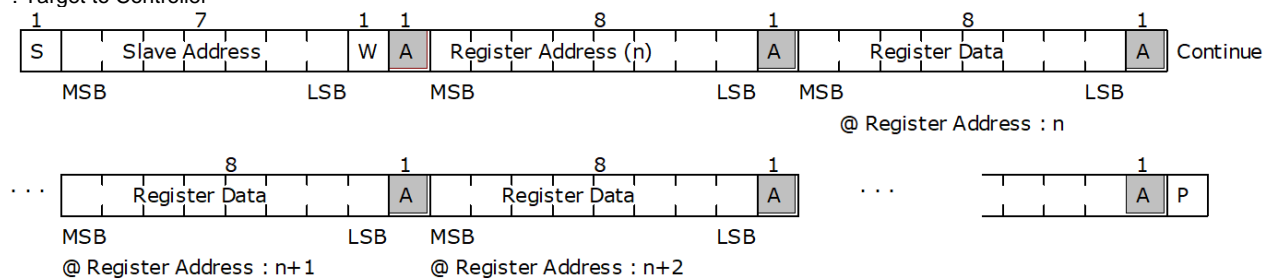 : Target to Controller
1 7 1 1 8 1 8 1
S Slave Address W A Register Address (n) A Register Data A Continue
MSB LSB MSB LSB MSB LSB
@ Register Address : n
8 1 8 1 1
. . . Register Data A Register Data A . . . A P
MSB LSB MSB LSB
@ Register Address : n+1 @ Register Address : n+2